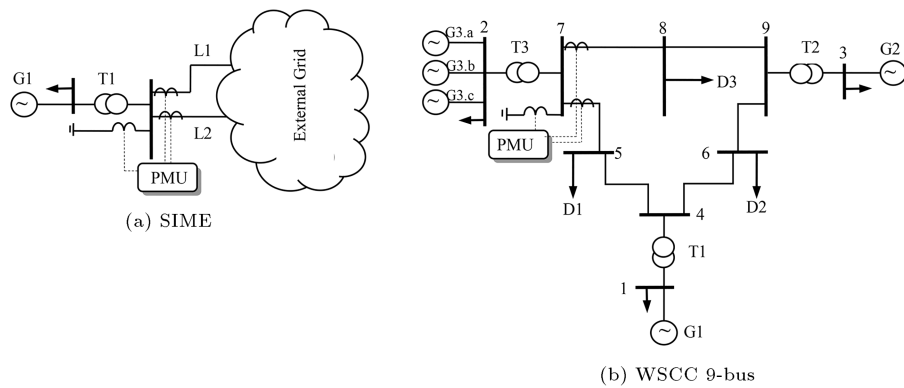 G1
T1
L1
L2
PMU
External Grid
(a) SIME
G3.a
G3.b
G3.c
2
T3
7
PMU
8
D3
9
T2
3
G2
5
D1
6
D2
4
T1
1
G1
(b) WSCC 9-bus